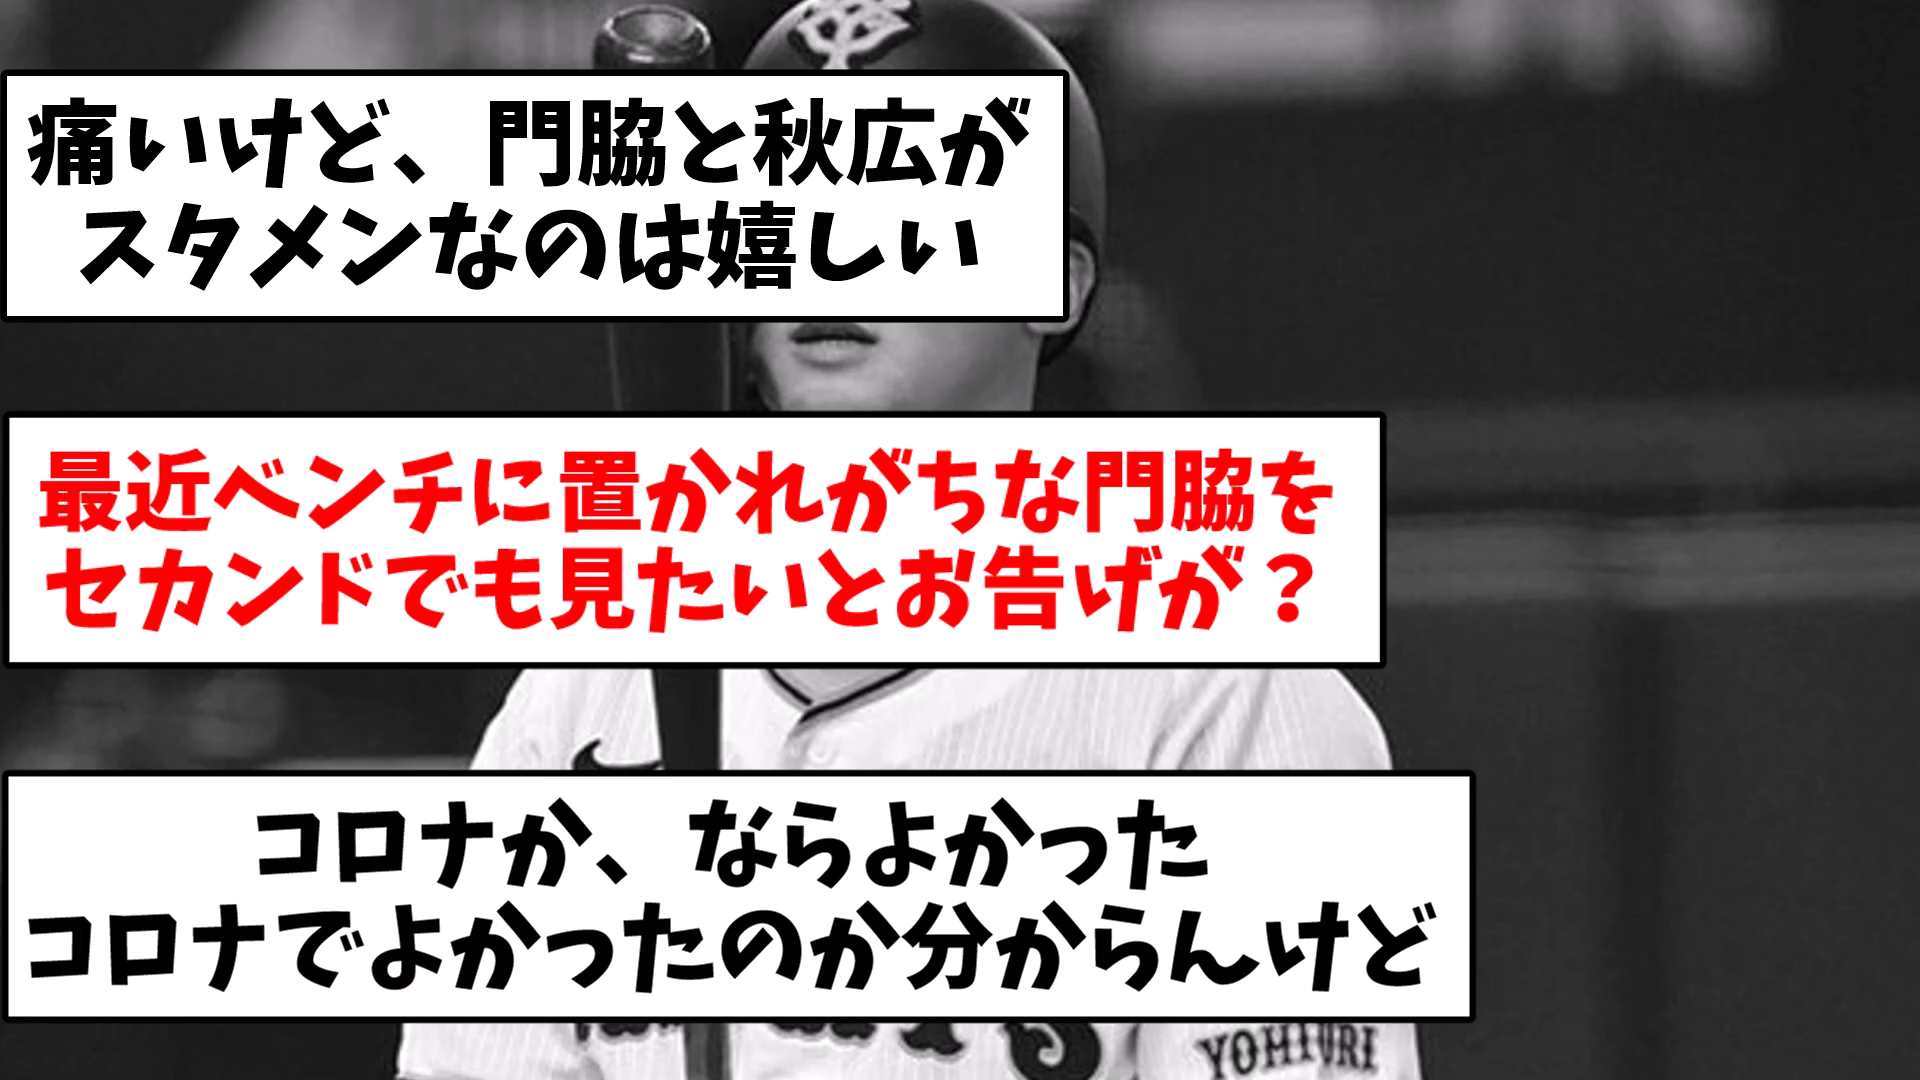 痛いけど、門脇と秋広が
スタメンなのは嬉しい
最近ベンチに置かれがちな門脇を
セカンドでも見たいとお告げが？
コロナか、ならよかった
コロナでよかったのか分からんけど
YOMIURI